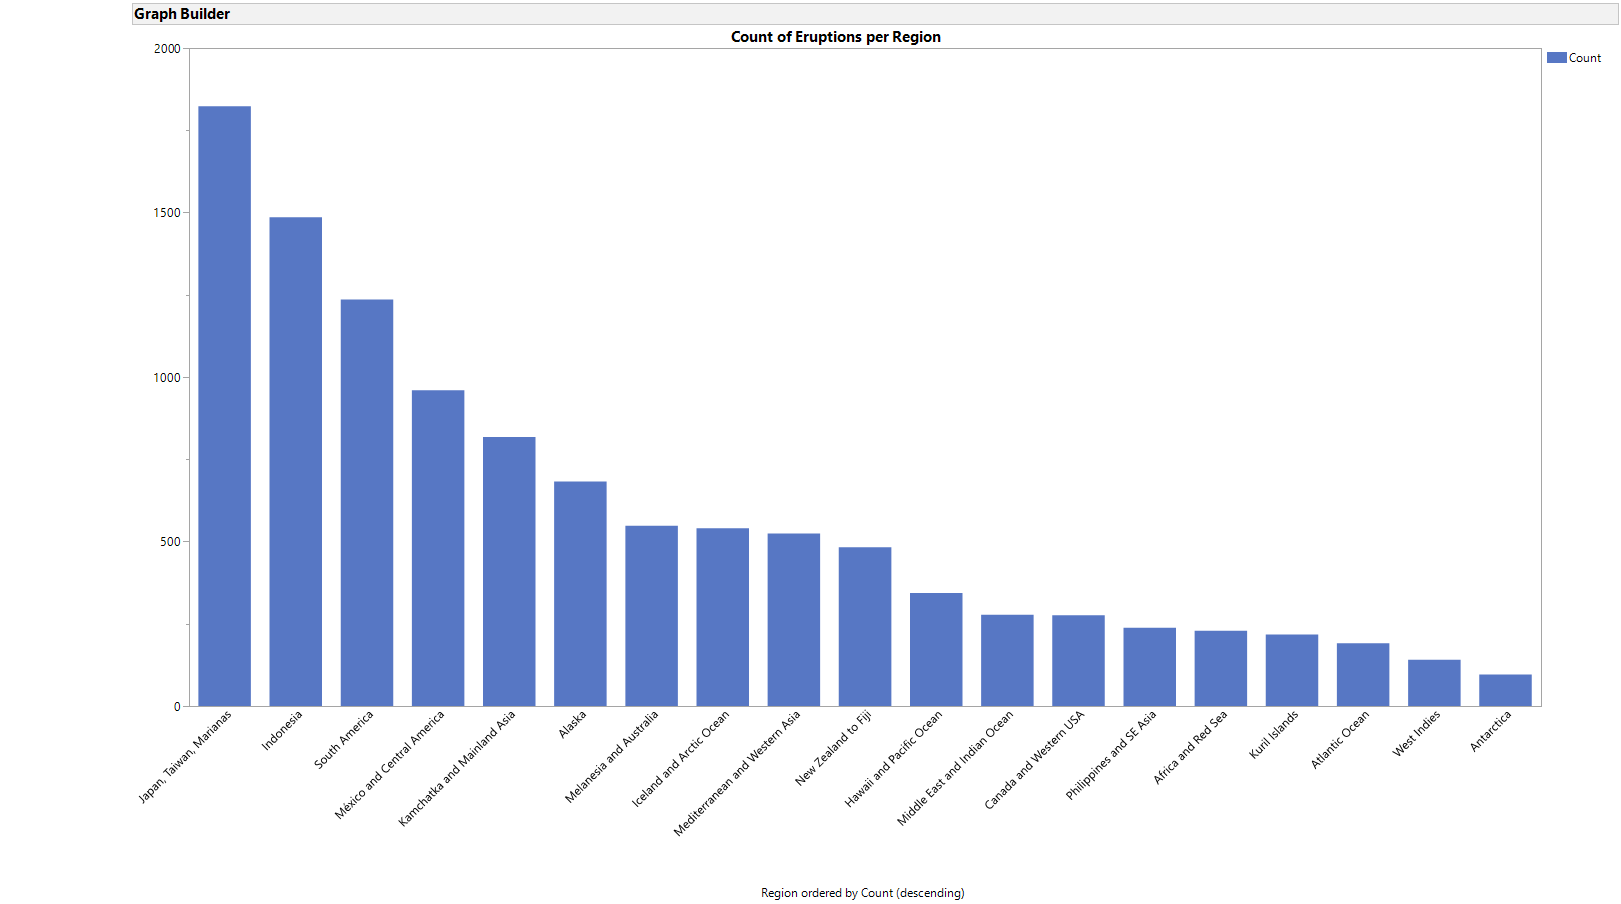 Graph Builder
Count of Eruptions per Region
Count
2000
1500
1000
500
0
Japan, Taiwan, Marianas
Indonesia
South America
México and Central America
Kamchatka and Mainland Asia
Alaska
Melanesia and Australia
Iceland and Arctic Ocean
Mediterranean and Western Asia
New Zealand to Fiji
Hawaii and Pacific Ocean
Middle East and Indian Ocean
Canada and Western USA
Philippines and SE Asia
Africa and Red Sea
Kuril Islands
Atlantic Ocean
West Indies
Antarctica
Region ordered by Count (descending)